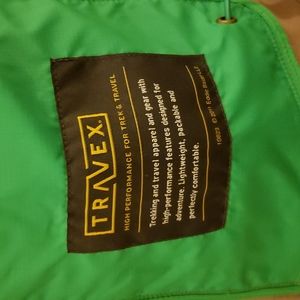 TRAVEX
HIGH PERFORMANCE FOR TREK & TRAVEL
Trekking and travel apparel and gear with
high-performance features designed for
adventure. Lightweight, packable and
perfectly comfortable.